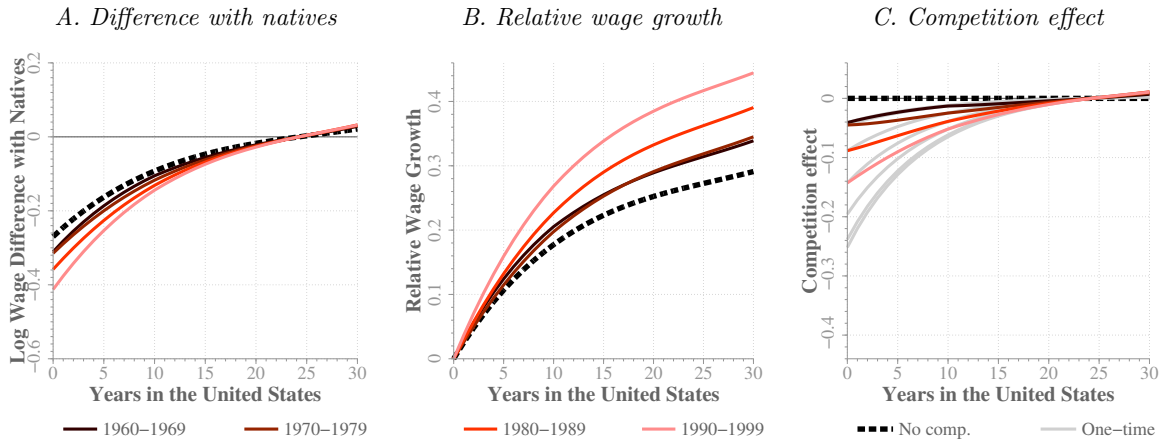 A. Difference with natives
B. Relative wage growth
C. Competition effect
Log Wage Difference with Natives
0.2
0
−0.2
−0.4
−0.6
0 5 10 15 20 25 30
Years in the United States
Relative Wage Growth
0.4
0.3
0.2
0.1
0
0 5 10 15 20 25 30
Years in the United States
Competition effect
0
−0.1
−0.2
−0.3
−0.4
0 5 10 15 20 25 30
Years in the United States
1960−1969 1970−1979 1980−1989 1990−1999 No comp. One−time